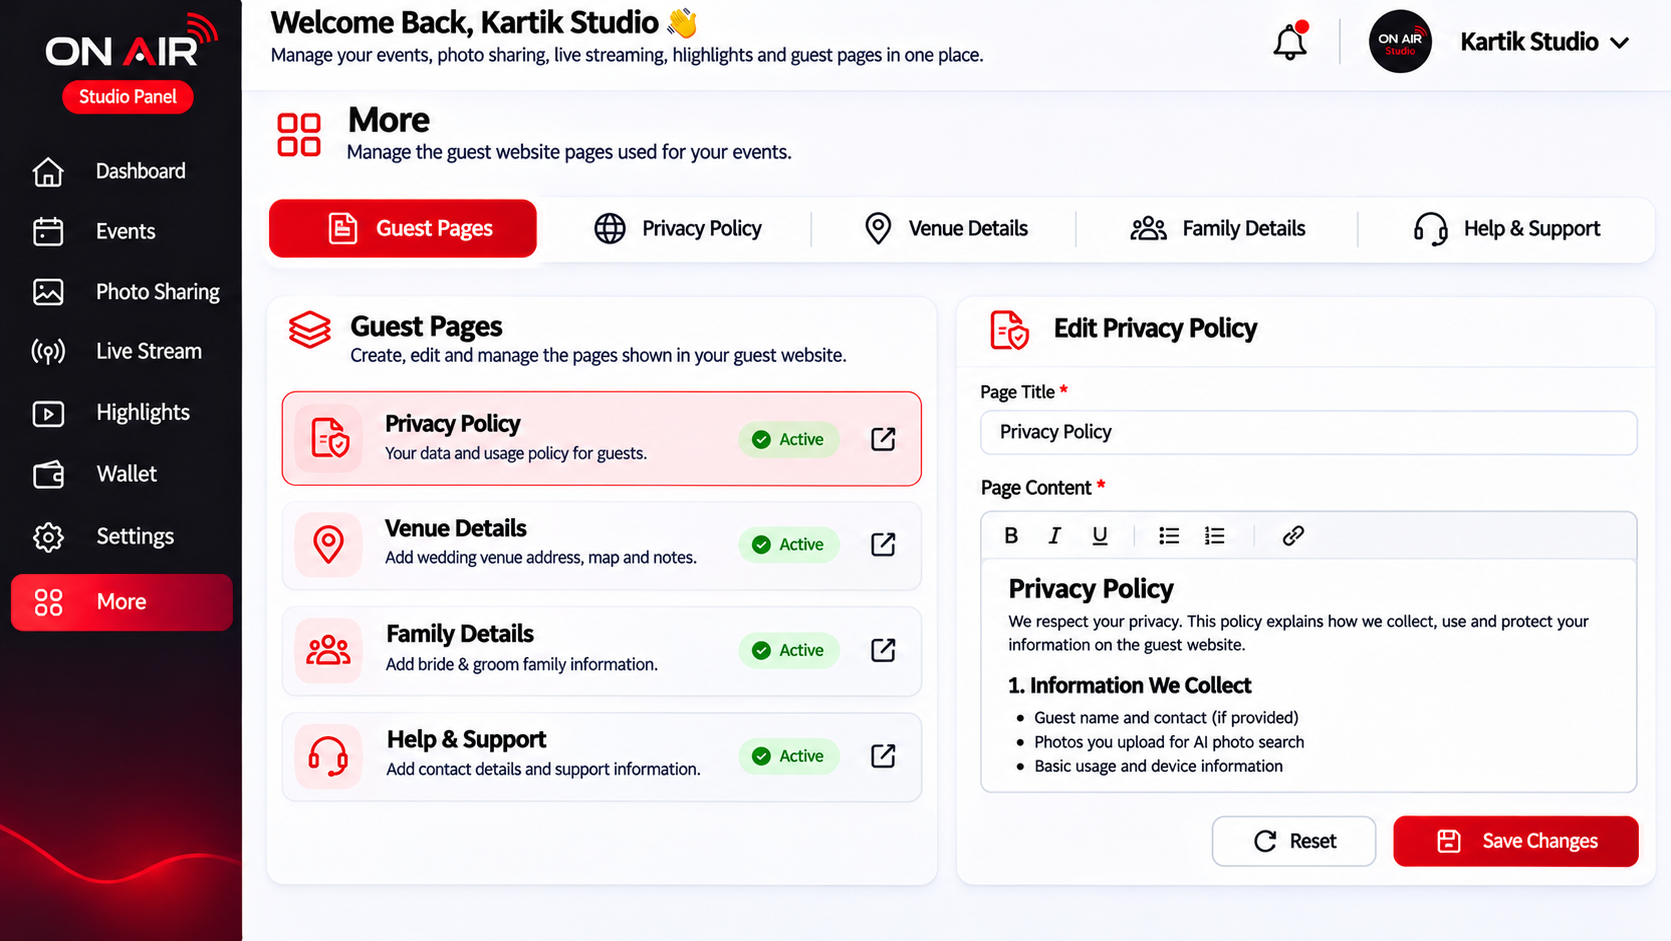 ON AIR
Studio Panel
Dashboard
Events
Photo Sharing
Live Stream
Highlights
Wallet
Settings
More
Welcome Back, Kartik Studio 👋
Manage your events, photo sharing, live streaming, hlighlights and guest pages in one place.
ON AIR
Studio
Kartik Studio
More
Manage the guest website pages used for your events.
Guest Pages
Privacy Policy
Venue Details
Family Details
Help & Support
Guest Pages
Create, edit and manage the pages shown in your guest website.
Privacy Policy
Your data and usage policy for guests.
Active
Venue Details
Add wedding venue address, map and notes.
Active
Family Details
Add bride & groom family information.
Active
Help & Support
Add contact details and support information.
Active
Edit Privacy Policy
Page Title *
Privacy Policy
Page Content *
B I U
Privacy Policy
We respect your privacy. This policy explains how we collect, use and protect your
information on the guest website.
1. Information We Collect
• Guest name and contact (if provided)
• Photos you upload for AI photo search
• Basic usage and device information
Reset
Save Changes